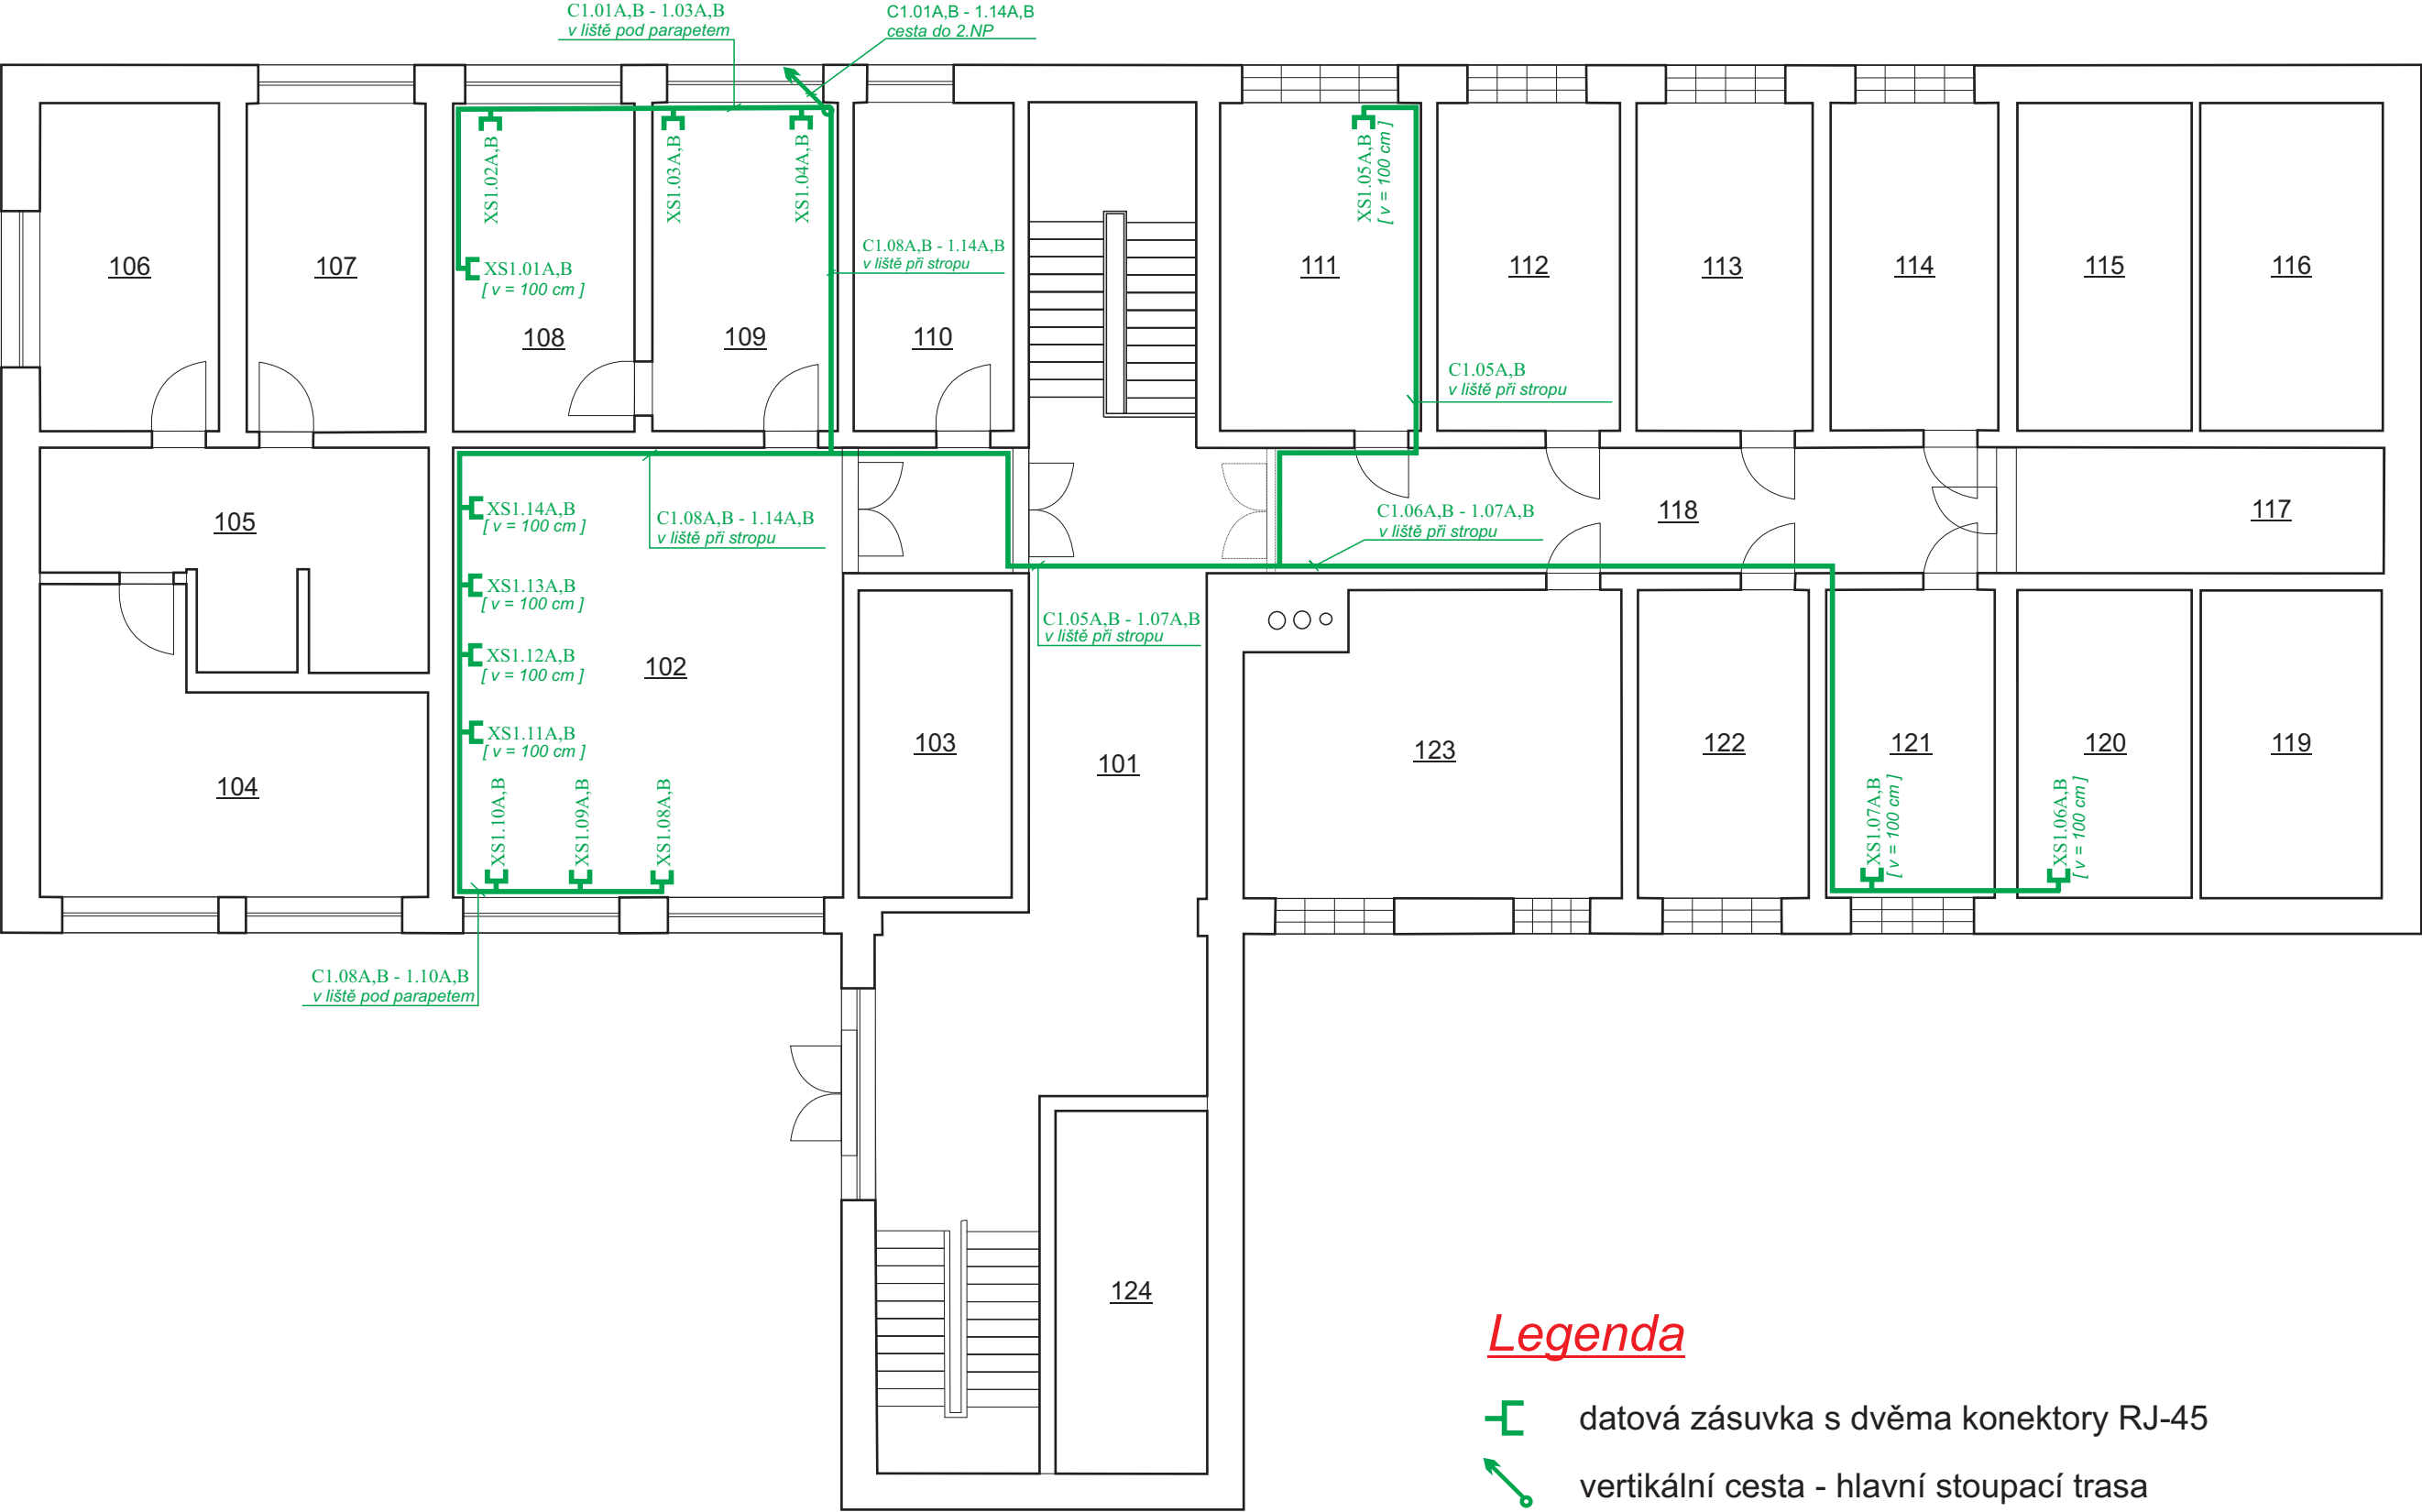 C1.01A,B - 1.03A,B
v liště pod parapetem
C1.01A,B - 1.14A,B
cesta do 2.NP
XS1.02A,B
XS1.03A,B
XS1.04A,B
XS1.05A,B
[ v = 100 cm ]
XS1.01A,B
[ v = 100 cm ]
C1.08A,B - 1.14A,B
v liště při stropu
106
107
108
109
110
111
112
113
114
115
116
C1.05A,B
v liště při stropu
105
XS1.14A,B
[ v = 100 cm ]
C1.08A,B - 1.14A,B
v liště při stropu
C1.06A,B - 1.07A,B
v liště při stropu
118
117
XS1.13A,B
[ v = 100 cm ]
C1.05A,B - 1.07A,B
v liště při stropu
XS1.12A,B
[ v = 100 cm ]
102
XS1.11A,B
[ v = 100 cm ]
104
103
101
123
122
121
120
119
XS1.10A,B
XS1.09A,B
XS1.08A,B
XS1.07A,B
[ v = 100 cm ]
XS1.06A,B
[ v = 100 cm ]
C1.08A,B - 1.10A,B
v liště pod parapetem
124
Legenda
datová zásuvka s dvěma konektory RJ-45
vertikální cesta - hlavní stoupací trasa